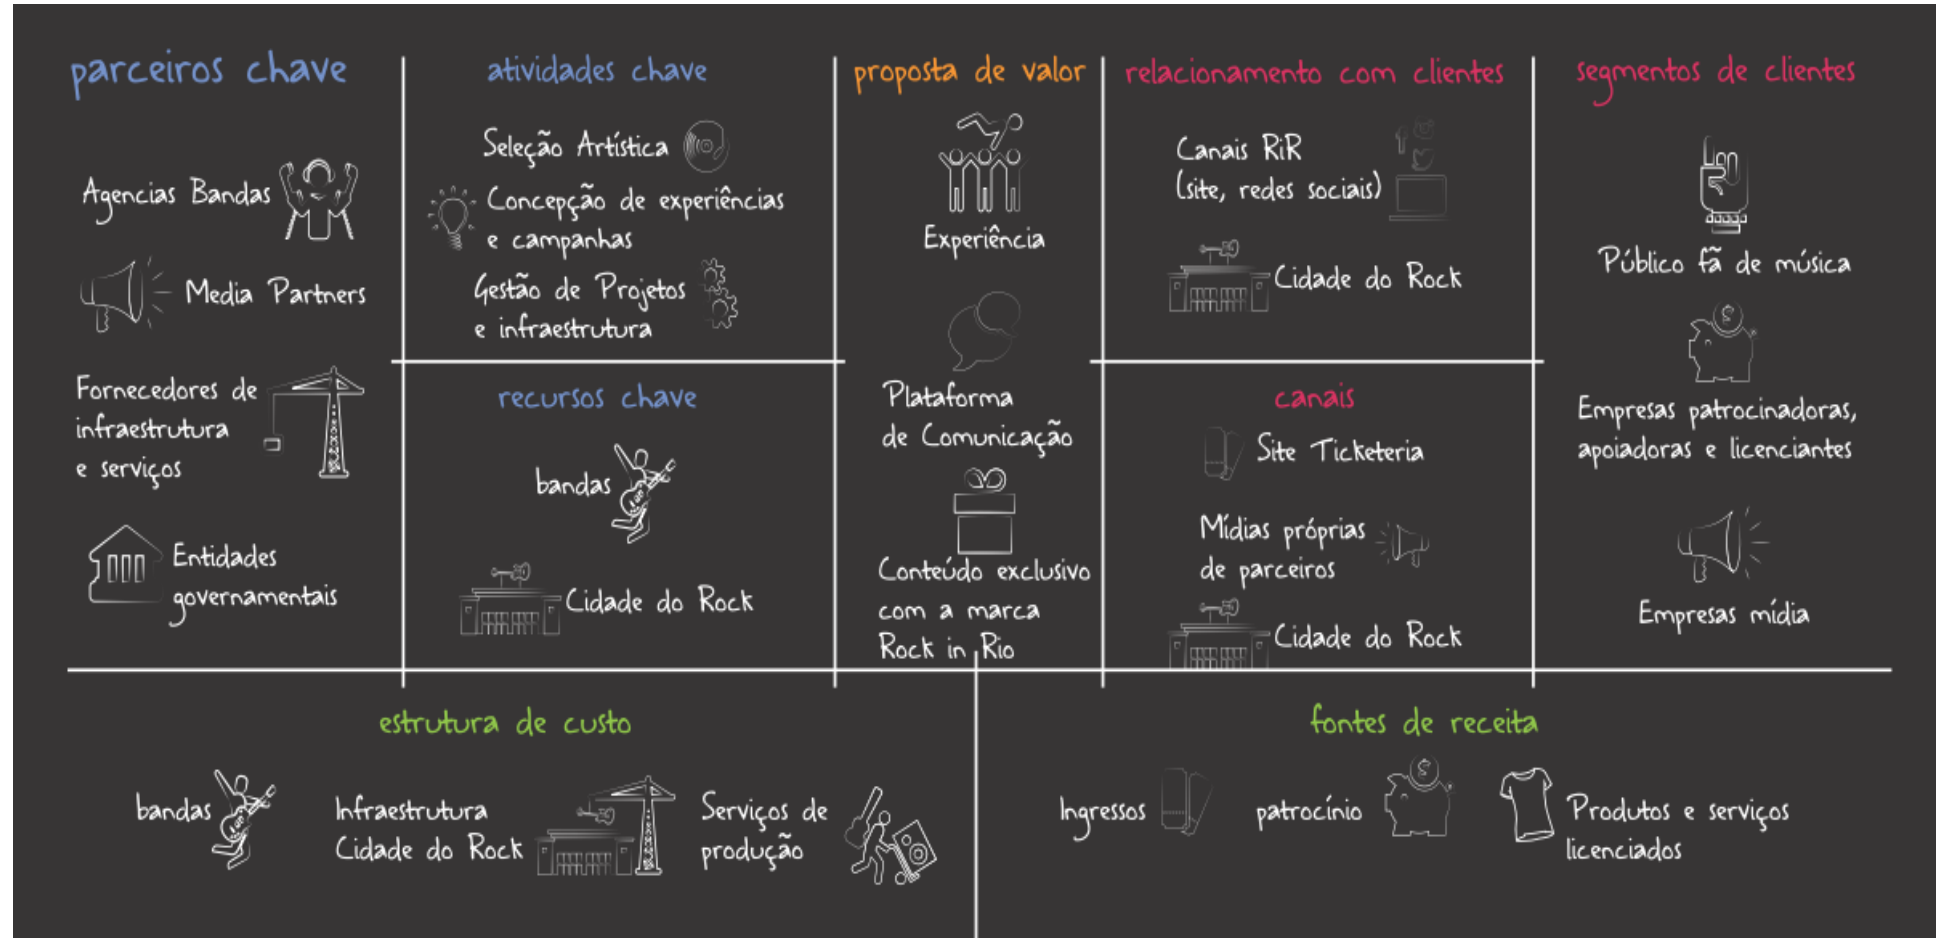 parceiros chave
Agencias Bandas
Media Partners
Fornecedores de
infraestrutura
e serviços
Entidades
governamentais
atividades chave
Seleção Artística
Concepção de experiências
e campanhas
Gestão de Projetos
e infraestrutura
recursos chave
bandas
Cidade do Rock
proposta de valor
Experiência
Plataforma
de Comunicação
Conteúdo exclusivo
com a marca
Rock in Rio
relacionamento com clientes
Canais RiR
(site, redes sociais)
Cidade do Rock
canais
Site Ticketeria
Mídias próprias
de parceiros
Cidade do Rock
segmentos de clientes
Público fã de música
$
Empresas patrocinadoras,
apoiadoras e licenciantes
Empresas mídia
estrutura de custo
bandas
Infraestrutura
Cidade do Rock
Serviços de
produção
fontes de receita
Ingressos
patrocínio
$
Produtos e serviços
licenciados